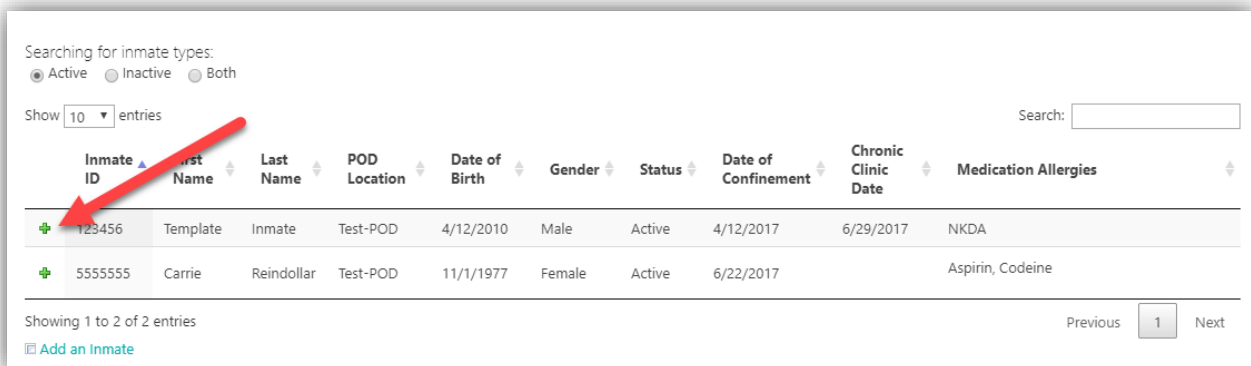 Searching for inmate types:
Active Inactive Both
Show 10 entries Search:
Inmate ID First Name Last Name POD Location Date of Birth Gender Status Date of Confinement Chronic Clinic Date Medication Allergies
123456 Template Inmate Test-POD 4/12/2010 Male Active 4/12/2017 6/29/2017 NKDA
5555555 Carrie Reindollar Test-POD 11/1/1977 Female Active 6/22/2017 Aspirin, Codeine
Showing 1 to 2 of 2 entries Previous 1 Next
Add an Inmate